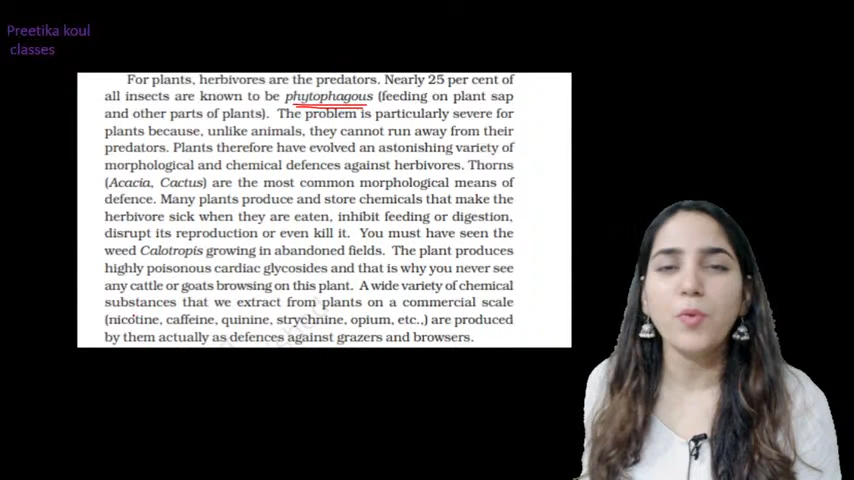 Preetika koul
classes
For plants, herbivores are the predators. Nearly 25 per cent of
all insects are known to be phytophagous (feeding on plant sap
and other parts of plants). The problem is particularly severe for
plants because, unlike animals, they cannot run away from their
predators. Plants therefore have evolved an astonishing variety of
morphological and chemical defences against herbivores. Thorns
(Acacia, Cactus) are the most common morphological means of
defence. Many plants produce and store chemicals that make the
herbivore sick when they are eaten, inhibit feeding or digestion,
disrupt its reproduction or even kill it. You must have seen the
weed Calotropis growing in abandoned fields. The plant produces
highly poisonous cardiac glycosides and that is why you never see
any cattle or goats browsing on this plant. A wide variety of chemical
substances that we extract from plants on a commercial scale
(nicotine, caffeine, quinine, strychnine, opium, etc.,) are produced
by them actually as defences against grazers and browsers.